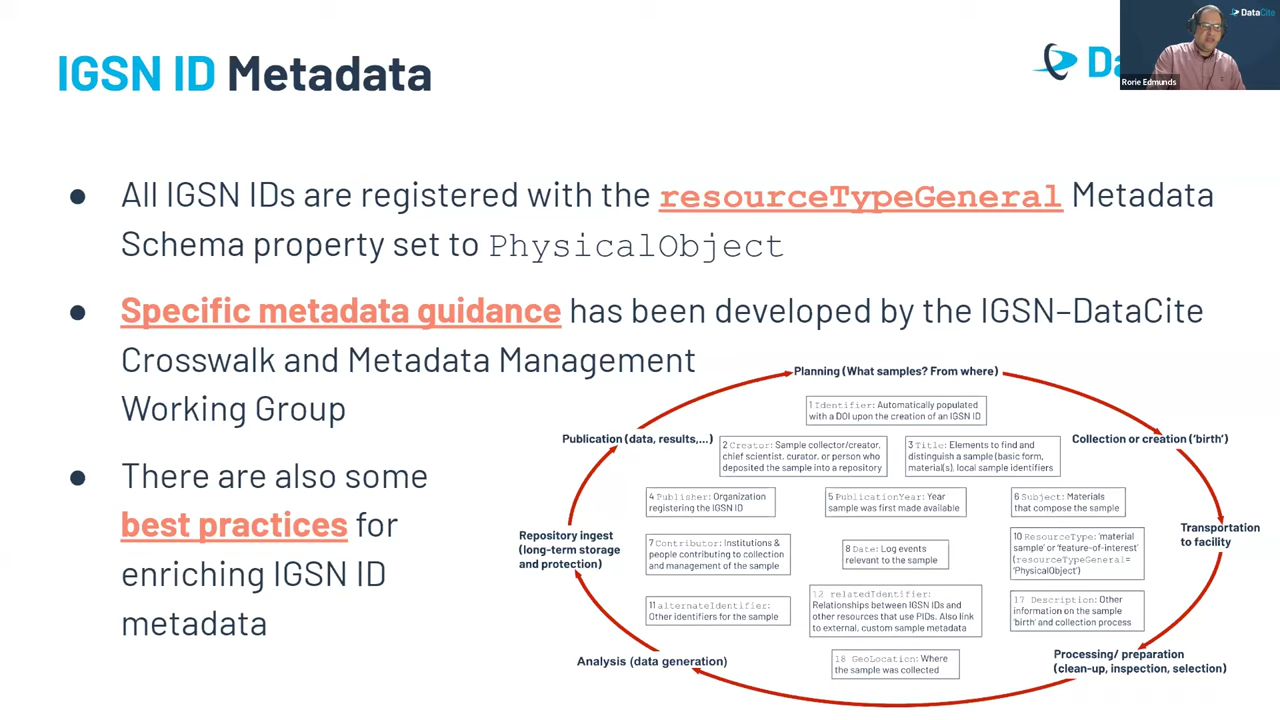 IGSN ID Metadata
Da
DataCite
Rorie Edmunds
● All IGSN IDs are registered with the resourceTypeGeneral Metadata
Schema property set to PhysicalObject
● Specific metadata guidance has been developed by the IGSN–DataCite
Crosswalk and Metadata Management
Working Group
● There are also some
best practices for
enriching IGSN ID
metadata
Planning (What samples? From where)
1 Identifier: Automatically populated
with a DOI upon the creation of an IGSN ID
Publication (data, results,...)
Collection or creation ('birth')
2 Creator: Sample collector/creator,
chief scientist, curator, or person who
deposited the sample into a repository
3 Title: Elements to find and
distinguish a sample (basic form,
material(s), local sample identifiers
4 Publisher: Organization
registering the IGSN ID
5 PublicationYear: Year
sample was first made available
6 Subject: Materials
that compose the sample
Repository ingest
(long-term storage
and protection)
Transportation
to facility
7 Contributor: Institutions &
people contributing to collection
and management of the sample
8 Date: Log events
relevant to the sample
10 ResourceType: 'material
sample' or 'feature-of-interest'
(resourceTypeGeneral=
'PhysicalObject')
11 alternateIdentifier:
Other identifiers for the sample
12 relatedIdentifier:
Relationships between IGSN IDs and
other resources that use PIDs. Also link
to external, custom sample metadata
17 Description: Other
information on the sample
'birth' and collection process
Analysis (data generation)
18 GeoLocation: Where
the sample was collected
Processing/ preparation
(clean-up, inspection, selection)